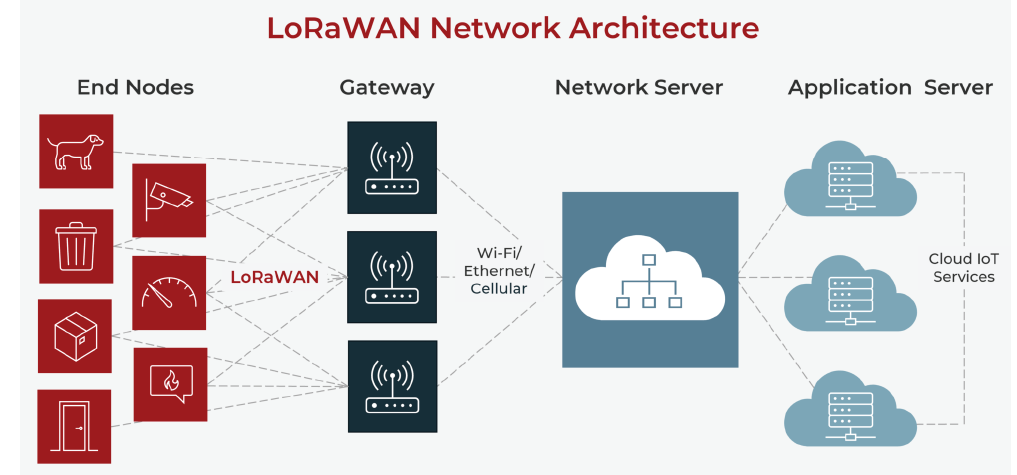 LoRaWAN Network Architecture
End Nodes
Gateway
Network Server
Application Server
LoRaWAN
Wi-Fi/
Ethernet/
Cellular
Cloud IoT
Services